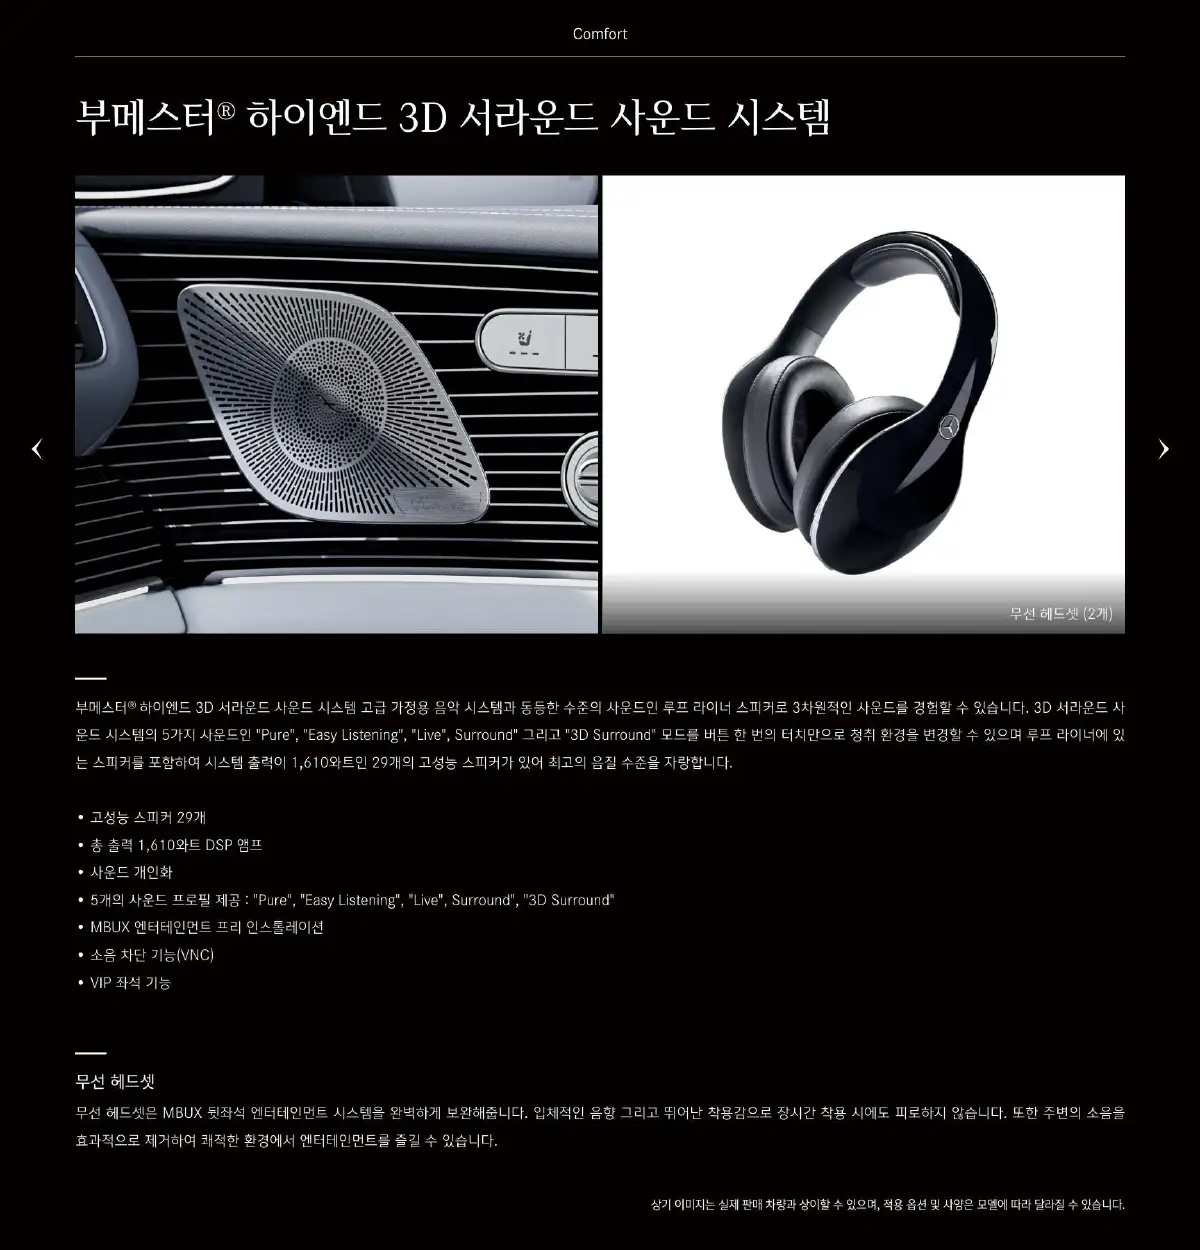 Comfort
부메스터® 하이엔드 3D 서라운드 사운드 시스템
무선 헤드셋 (2개)
부메스터® 하이엔드 3D 서라운드 사운드 시스템 고급 가정용 음악 시스템과 동등한 수준의 사운드인 루프 라이너 스피커로 3차원적인 사운드를 경험할 수 있습니다. 3D 서라운드 사
운드 시스템의 5가지 사운드인 "Pure", "Easy Listening", "Live", Surround" 그리고 "3D Surround" 모드를 버튼 한 번의 터치만으로 청취 환경을 변경할 수 있으며 루프 라이너에 있
는 스피커를 포함하여 시스템 출력이 1,610와트인 29개의 고성능 스피커가 있어 최고의 음질 수준을 자랑합니다.
• 고성능 스피커 29개
• 총 출력 1,610와트 DSP 앰프
• 사운드 개인화
• 5개의 사운드 프로필 제공 : "Pure", "Easy Listening", "Live", Surround", "3D Surround"
• MBUX 엔터테인먼트 프리 인스톨레이션
• 소음 차단 기능(VNC)
• VIP 좌석 기능
무선 헤드셋
무선 헤드셋은 MBUX 뒷좌석 엔터테인먼트 시스템을 완벽하게 보완해줍니다. 입체적인 음향 그리고 뛰어난 착용감으로 장시간 착용 시에도 피로하지 않습니다. 또한 주변의 소음을
효과적으로 제거하여 쾌적한 환경에서 엔터테인먼트를 즐길 수 있습니다.
상기 이미지는 실제 판매 차량과 상이할 수 있으며, 적용 옵션 및 사양은 모델에 따라 달라질 수 있습니다.